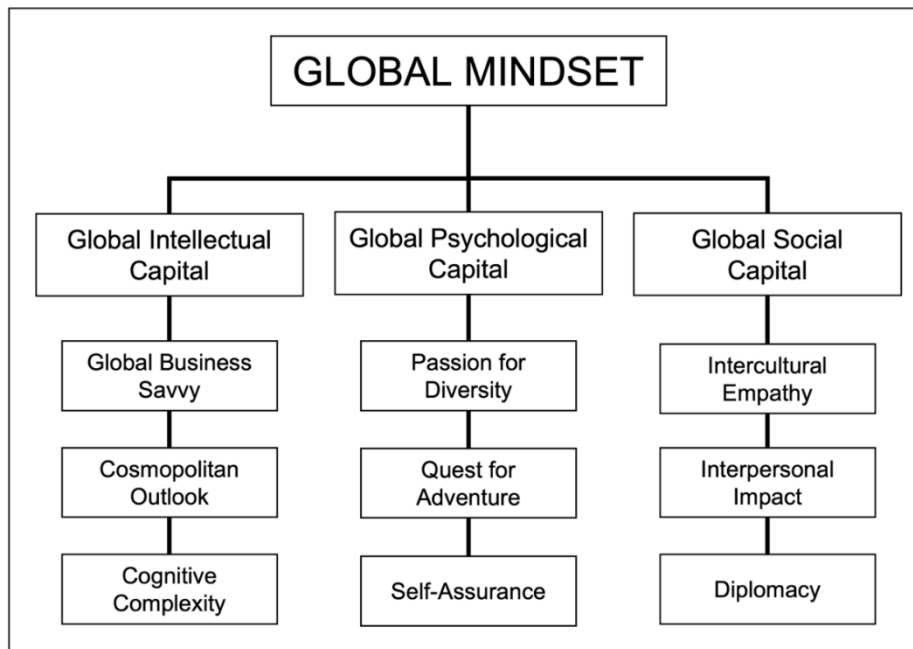 GLOBAL MINDSET
Global Intellectual
Capital
Global Psychological
Capital
Global Social
Capital
Global Business
Savvy
Passion for
Diversity
Intercultural
Empathy
Cosmopolitan
Outlook
Quest for
Adventure
Interpersonal
Impact
Cognitive
Complexity
Self-Assurance
Diplomacy